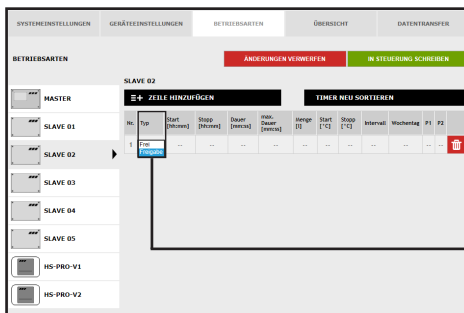 SYSTEMEINSTELLUNGEN GERÄTEEINSTELLUNGEN BETRIEBSARTEN ÜBERSICHT DATENTRANSFER
BETRIEBSARTEN ÄNDERUNGEN VERWERFEN IN STEUERUNG SCHREIBEN
SLAVE 02
MASTER
SLAVE 01
SLAVE 02
SLAVE 03
SLAVE 04
SLAVE 05
HS-PRO-V1
HS-PRO-V2
ZEILE HINZUFÜGEN TIMER NEU SORTIEREN
Nr. Typ Start [hh:mm] Stopp [hh:mm] Dauer [mm:ss] max. Dauer [mm:ss] Menge [l] Start [°C] Stopp [°C] Intervall Wochentag P1 P2
1 Frei -- -- -- -- -- -- -- -- -- -- --
Freigabe